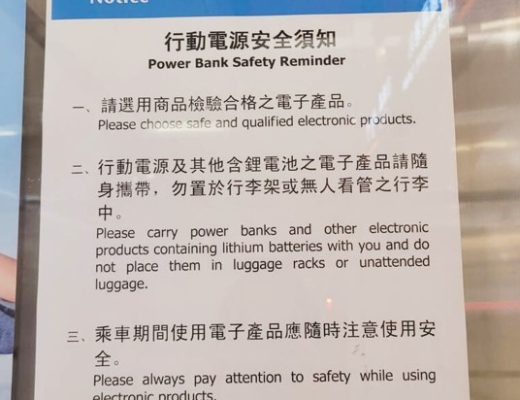 Notice
行動電源安全須知
Power Bank Safety Reminder
一、請選用商品檢驗合格之電子產品。
Please choose safe and qualified electronic products.
二、行動電源及其他含鋰電池之電子產品請隨
身攜帶，勿置於行李架或無人看管之行李
中。
Please carry power banks and other electronic
products containing lithium batteries with you and do
not place them in luggage racks or unattended
luggage.
三、乘車期間使用電子產品應隨時注意使用安
全。
Please always pay attention to safety while using
electronic products.